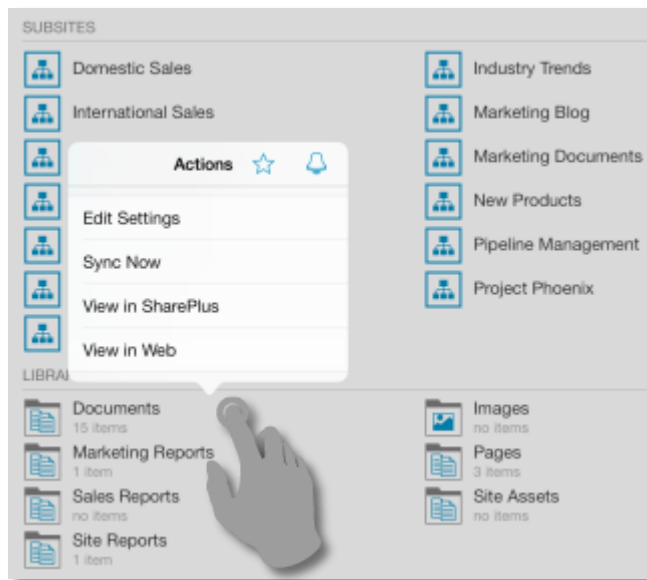 SUBSITES
Domestic Sales
Industry Trends
International Sales
Marketing Blog
Actions
Marketing Documents
Edit Settings
New Products
Sync Now
Pipeline Management
View in SharePlus
Project Phoenix
View in Web
LIBRA
Documents
15 items
Images
no items
Marketing Reports
1 item
Pages
3 items
Sales Reports
no items
Site Assets
no items
Site Reports
1 item